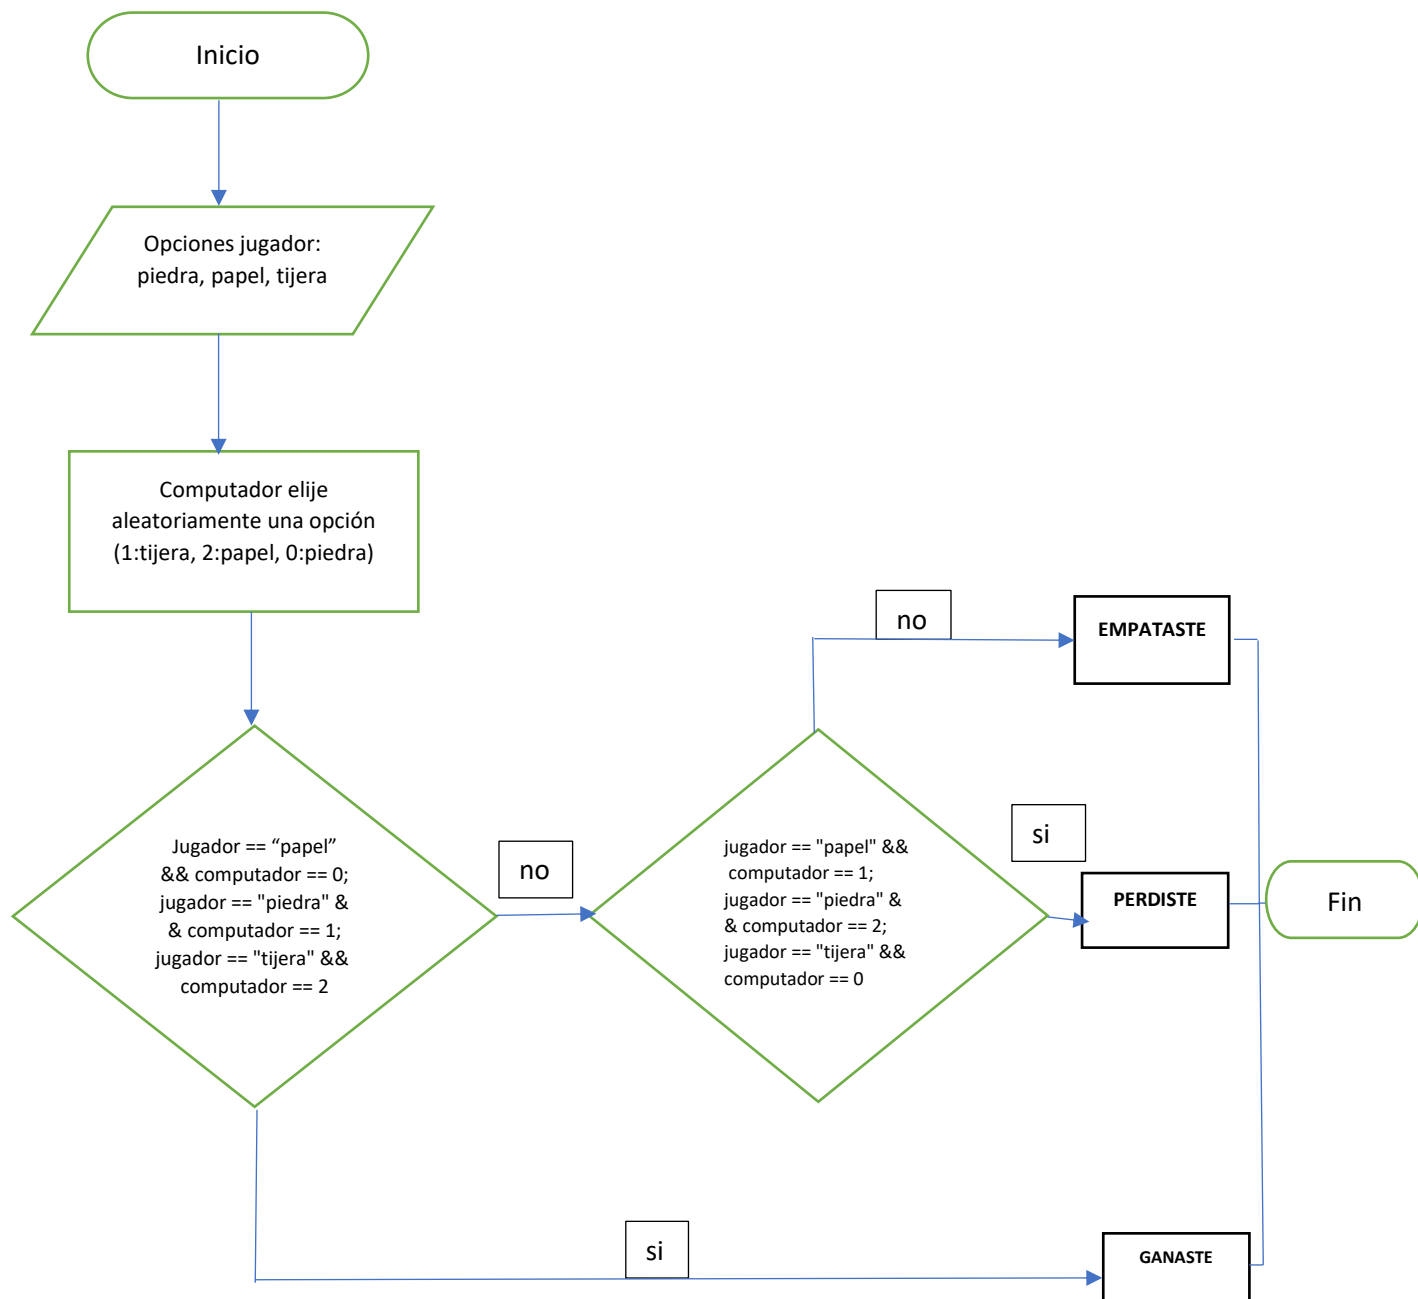 Inicio
Opciones jugador:
piedra, papel, tijera
Computador elije
aleatoriamente una opción
(1:tijera, 2:papel, 0:piedra)
no
EMPATASTE
Jugador == “papel”
&& computador == 0;
jugador == "piedra" &
& computador == 1;
jugador == "tijera" &&
computador == 2
no
jugador == "papel" &&
computador == 1;
jugador == "piedra" &
& computador == 2;
jugador == "tijera" &&
computador == 0
si
PERDISTE
Fin
si
GANASTE